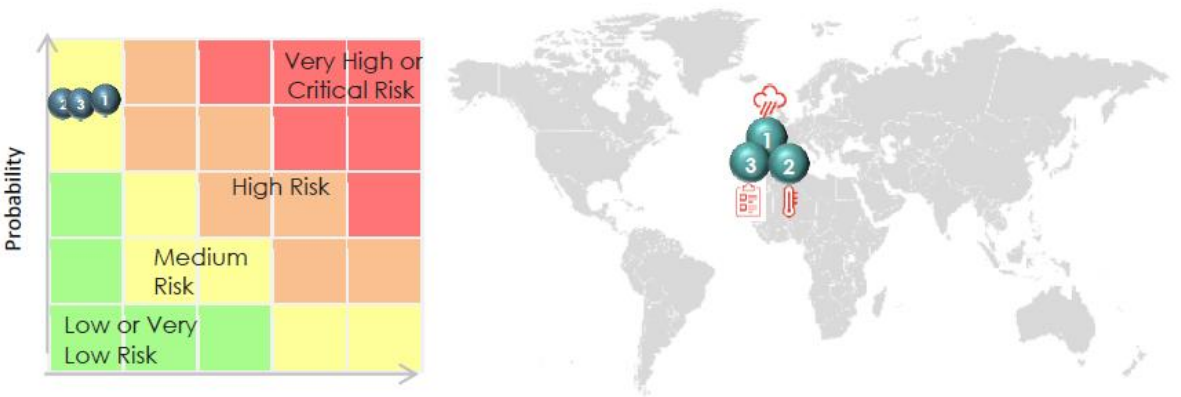 Very High or
Critical Risk
2 3 1
High Risk
Probability
Medium
Risk
Low or Very
Low Risk
1
3 2